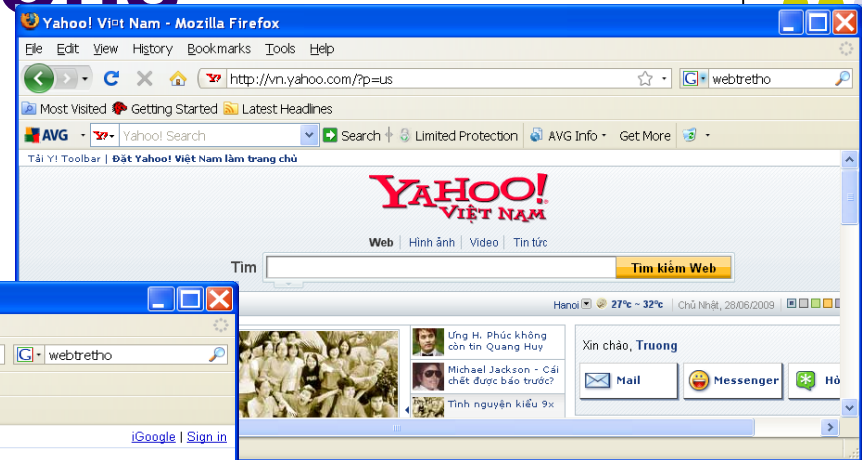 Yahoo! Vi□t Nam - Mozilla Firefox
File Edit View History Bookmarks Tools Help
http://vn.yahoo.com/?p=us
G webtretho
Most Visited Getting Started Latest Headlines
AVG Yahoo! Search Search Limited Protection AVG Info Get More
Tải Y! Toolbar | Đặt Yahoo! Việt Nam làm trang chủ
YAHOO!
VIỆT NAM
Web | Hình ảnh | Video | Tin tức
Tìm Tìm kiếm Web
Hanoi 27°c ~ 32°c | Chủ Nhật, 28/06/2009
Ưng H. Phúc không
còn tin Quang Huy
Michael Jackson - Cái
chết được báo trước?
Tình nguyện kiểu 9x
Xin chào, Truong
Mail Messenger Hỏ
G webtretho
iGoogle | Sign in